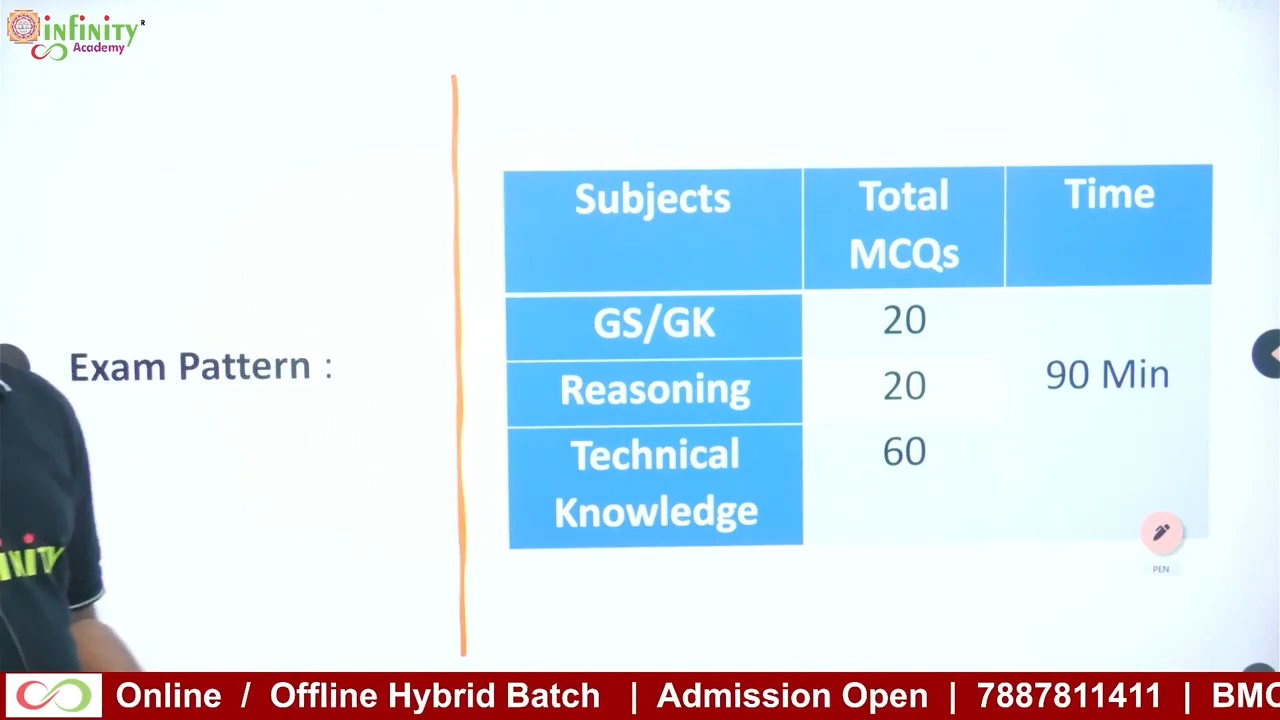 infinity
Academy
Subjects
Total
MCQs
Time
GS/GK
20
Exam Pattern :
Reasoning
20
90 Min
Technical
Knowledge
60
PEN
Online / Offline Hybrid Batch | Admission Open | 7887811411 | BMC